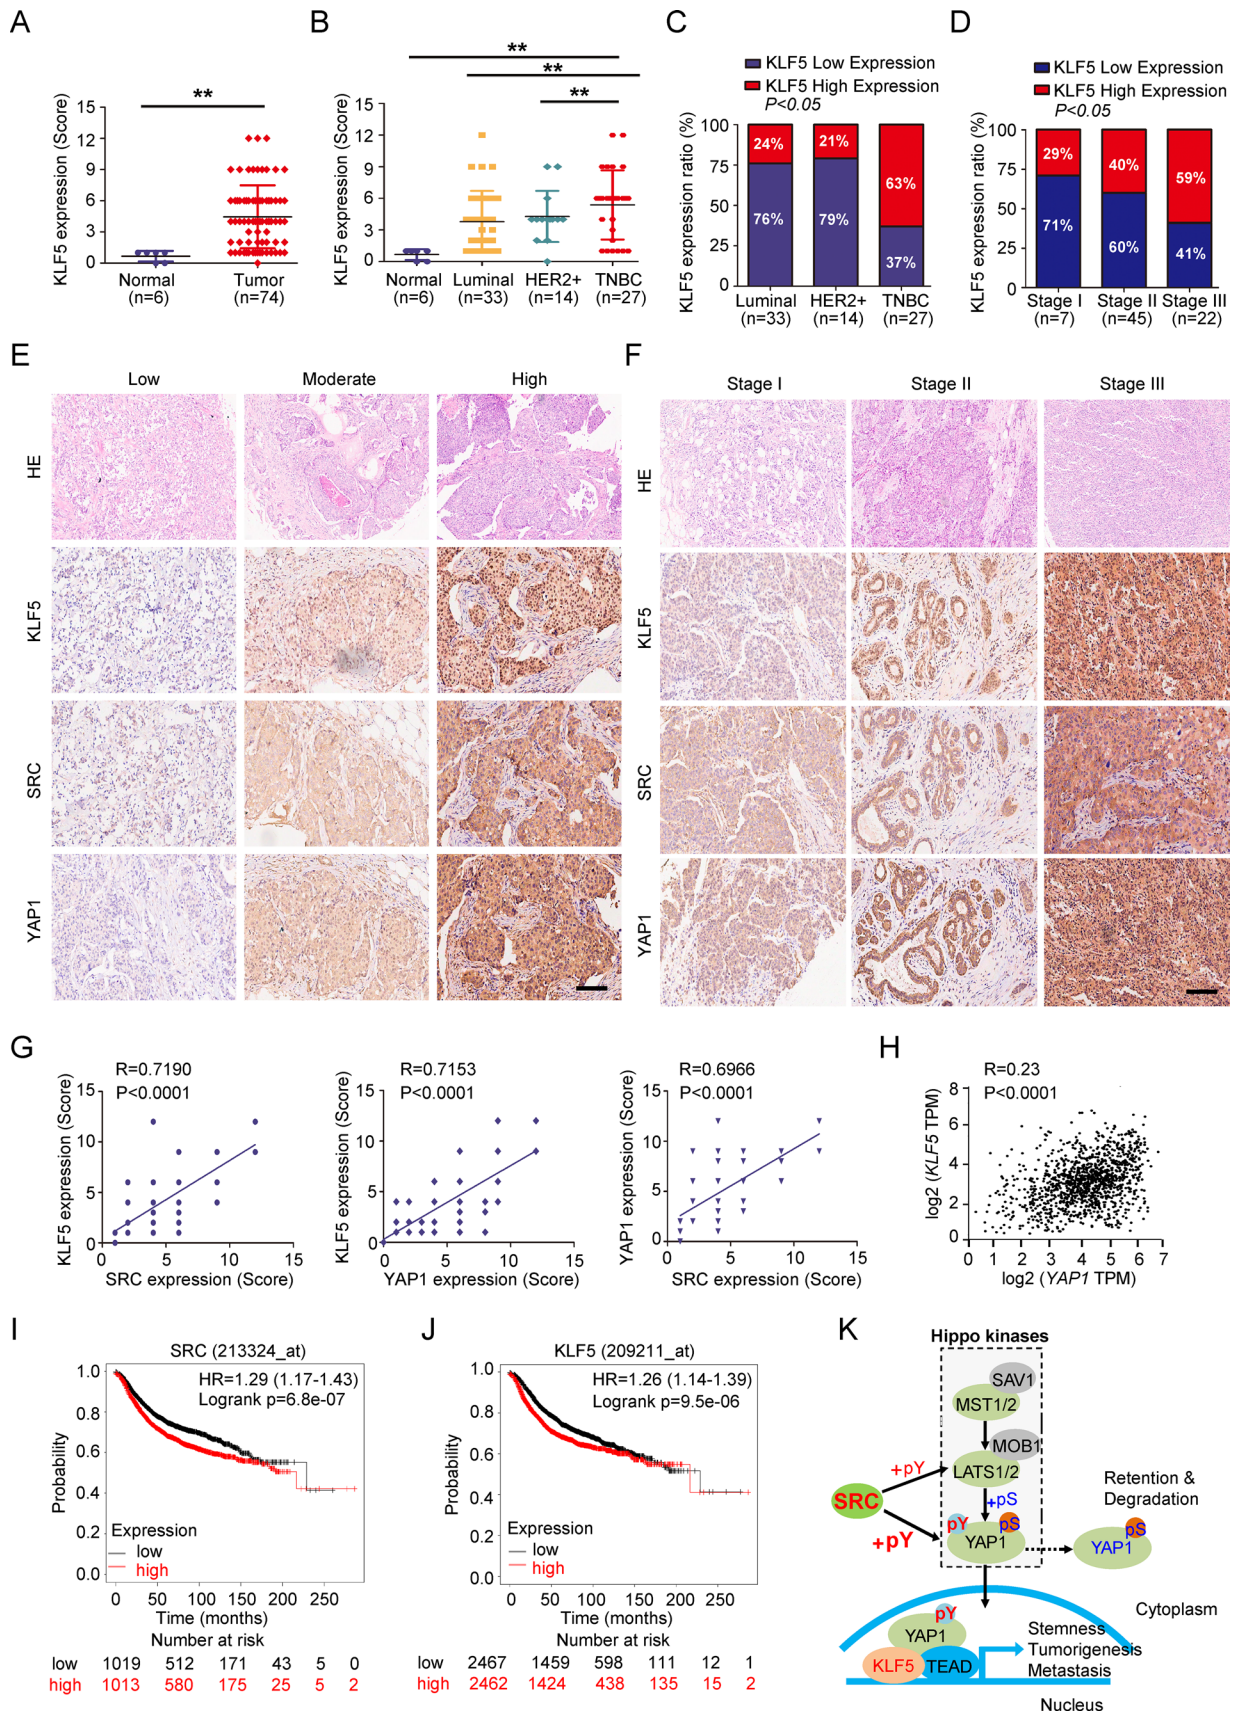 A
**
KLF5 expression (Score)
15
12
9
6
3
0
Normal
(n=6)
Tumor
(n=74)
B
**
**
**
KLF5 expression (Score)
15
12
9
6
3
0
Normal
(n=6)
Luminal
(n=33)
HER2+
(n=14)
TNBC
(n=27)
C
KLF5 Low Expression
KLF5 High Expression
P<0.05
KLF5 expression ratio (%)
100
75
50
25
0
24%
76%
21%
79%
63%
37%
Luminal
(n=33)
HER2+
(n=14)
TNBC
(n=27)
D
KLF5 Low Expression
KLF5 High Expression
P<0.05
KLF5 expression ratio (%)
100
75
50
25
0
29%
71%
40%
60%
59%
41%
Stage I
(n=7)
Stage II
(n=45)
Stage III
(n=22)
E
Low Moderate High
HE
KLF5
SRC
YAP1
F
Stage I Stage II Stage III
HE
KLF5
SRC
YAP1
G
R=0.7190
P<0.0001
KLF5 expression (Score)
15
10
5
0
0 5 10 15
SRC expression (Score)
R=0.7153
P<0.0001
KLF5 expression (Score)
15
10
5
0
0 5 10 15
YAP1 expression (Score)
R=0.6966
P<0.0001
YAP1 expression (Score)
15
10
5
0
0 5 10 15
SRC expression (Score)
H
R=0.23
P<0.0001
log2 (KLF5 TPM)
8
6
4
2
0
0 1 2 3 4 5 6 7
log2 (YAP1 TPM)
I
SRC (213324_at)
HR=1.29 (1.17-1.43)
Logrank p=6.8e-07
Probability
1.0
0.8
0.6
0.4
0.2
0.0
Expression
low
high
0 50 100 150 200 250
Time (months)
Number at risk
low 1019 512 171 43 5 0
high 1013 580 175 25 5 2
J
KLF5 (209211_at)
HR=1.26 (1.14-1.39)
Logrank p=9.5e-06
Probability
1.0
0.8
0.6
0.4
0.2
0.0
Expression
low
high
0 50 100 150 200 250
Time (months)
Number at risk
low 2467 1459 598 111 12 1
high 2462 1424 438 135 15 2
K
Hippo kinases
SAV1
MST1/2
MOB1
LATS1/2
+pY
SRC
+pY
+pS
pY
pS
YAP1
Retention &
Degradation
pS
YAP1
Cytoplasm
pY
YAP1
KLF5
TEAD
Stemness
Tumorigenesis
Metastasis
Nucleus